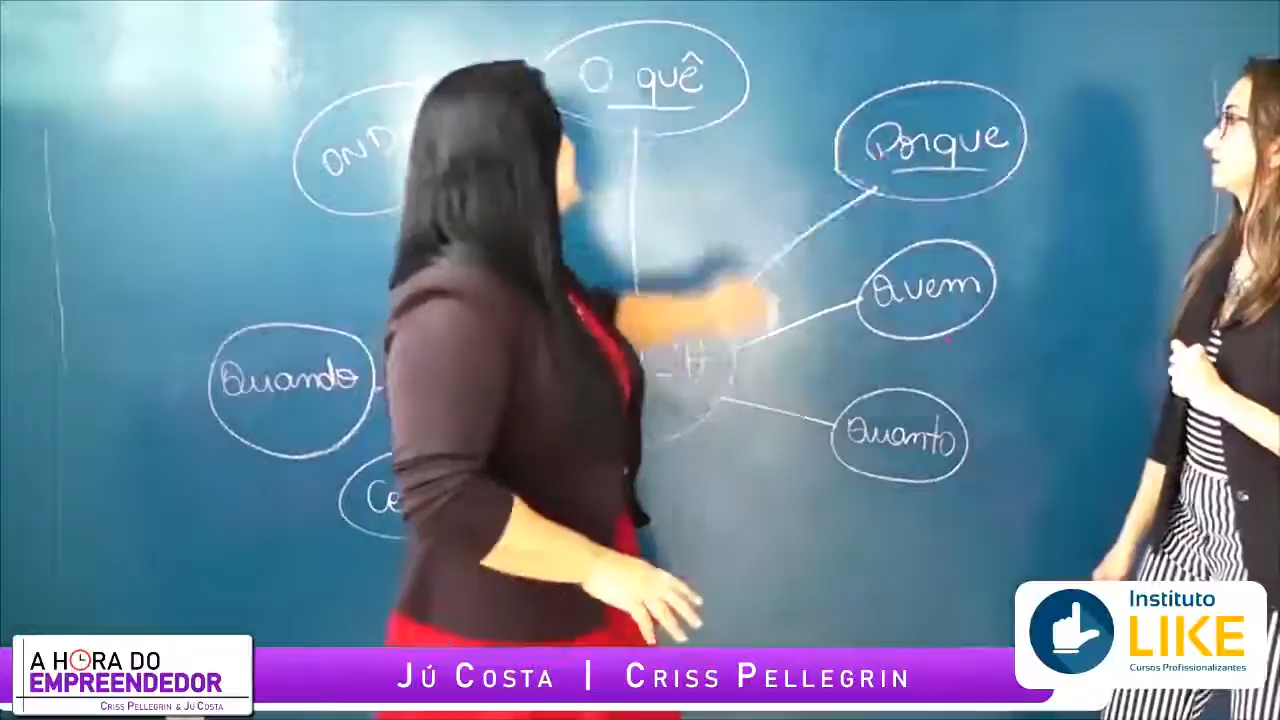 O quê
OND
Porque
Quem
Quando
Quanto
A HORA DO
EMPREENDEDOR
CRISS PELLEGRIN & JÚ COSTA
JÚ COSTA | CRISS PELLEGRIN
Instituto
LIKE
Cursos Profissionalizantes